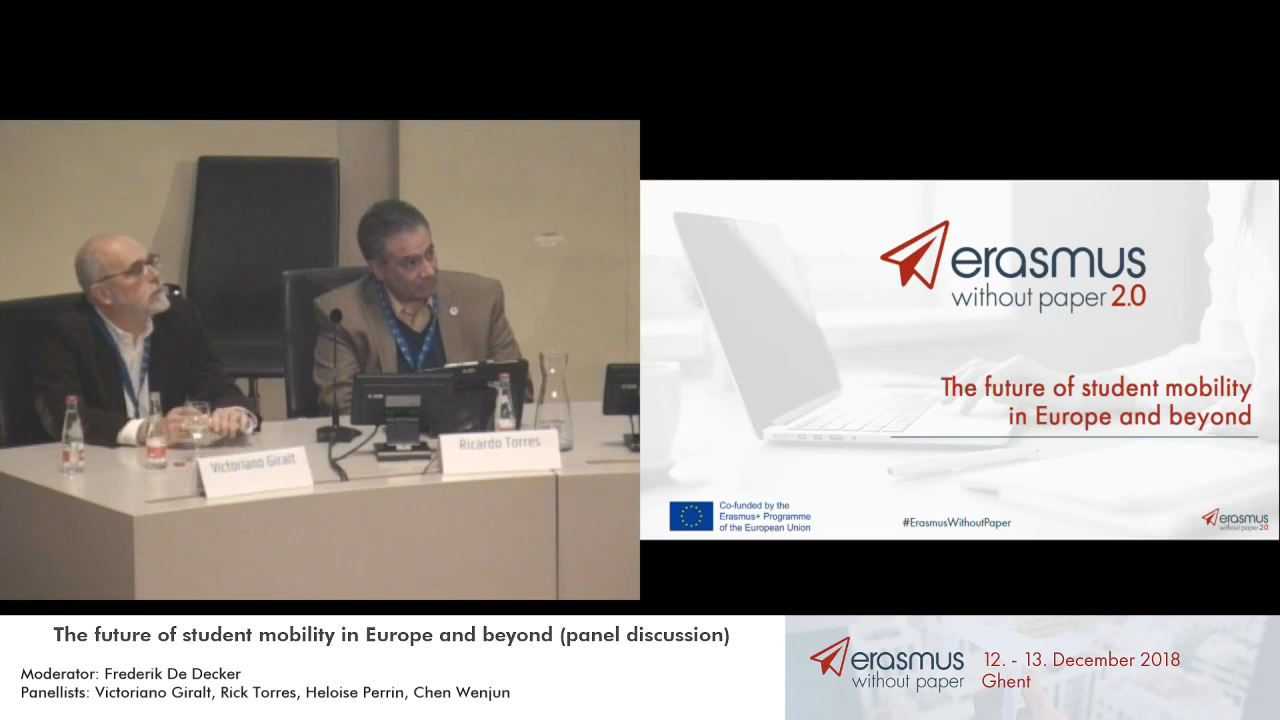 Victoriano Giralt
Ricardo Torres
erasmus
without paper 2.0
The future of student mobility
in Europe and beyond
Co-funded by the
Erasmus+ Programme
of the European Union
#ErasmusWithoutPaper
erasmus
without paper 2.0
The future of student mobility in Europe and beyond (panel discussion)
Moderator: Frederik De Decker
Panellists: Victoriano Giralt, Rick Torres, Heloise Perrin, Chen Wenjun
erasmus
without paper
12. - 13. December 2018
Ghent